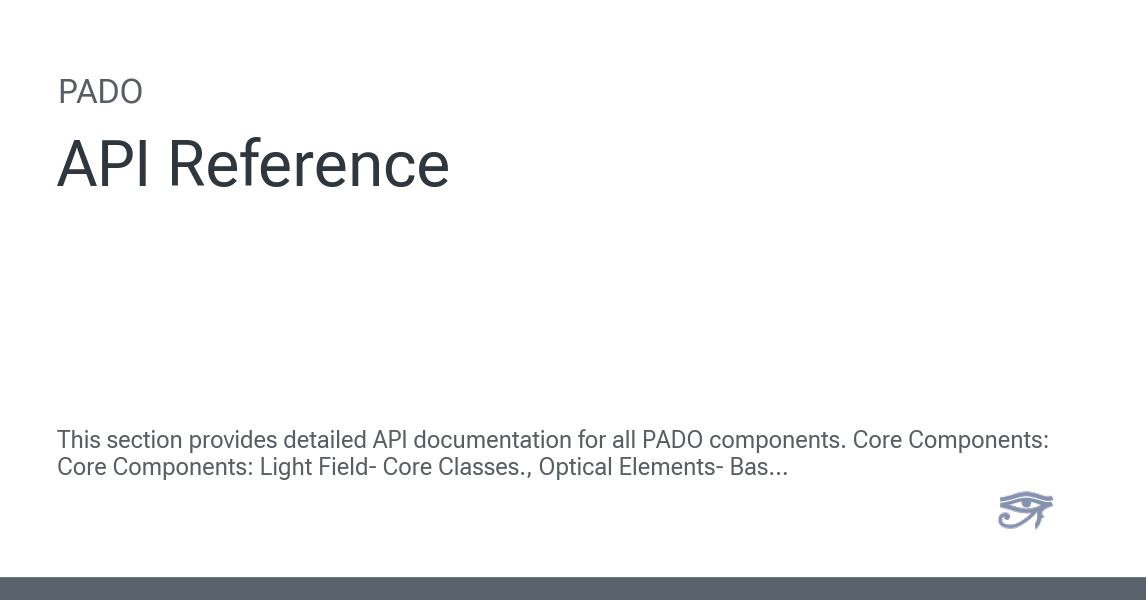 PADO
API Reference
This section provides detailed API documentation for all PADO components. Core Components:
Core Components: Light Field- Core Classes., Optical Elements- Bas...